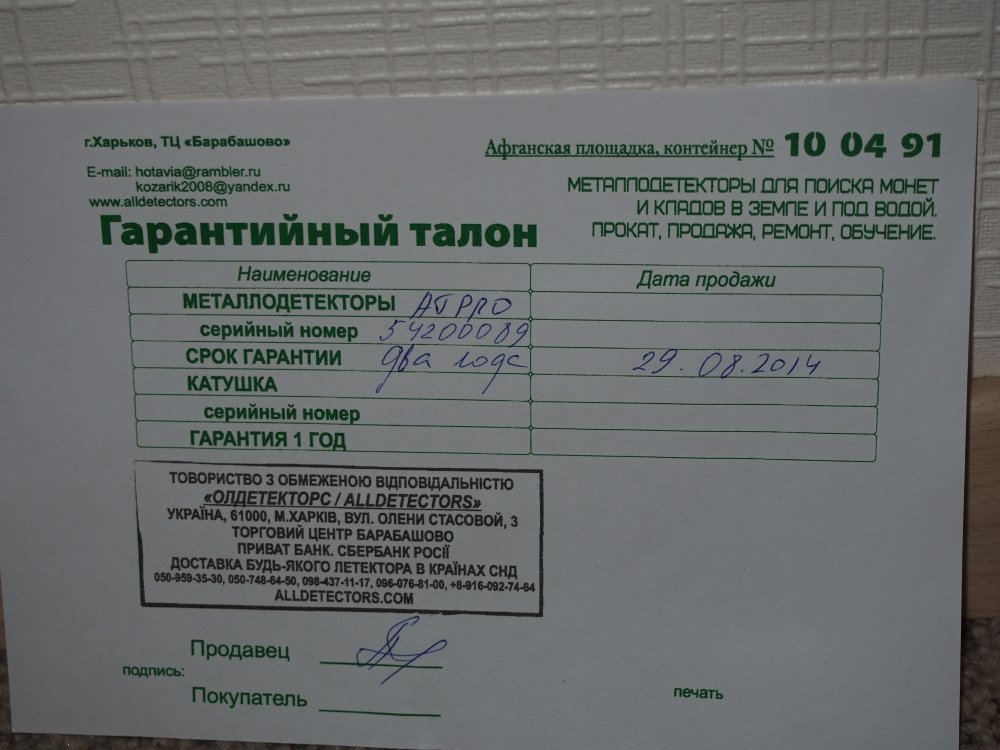 г.Харьков, ТЦ «Барабашово»
Афганская площадка, контейнер № 10 04 91
E-mail: hotavia@rambler.ru
kozarik2008@yandex.ru
www.alldetectors.com
МЕТАЛЛОДЕТЕКТОРЫ ДЛЯ ПОИСКА МОНЕТ
И КЛАДОВ В ЗЕМЛЕ И ПОД ВОДОЙ.
ПРОКАТ, ПРОДАЖА, РЕМОНТ, ОБУЧЕНИЕ.
Гарантийный талон
Наименование Дата продажи
МЕТАЛЛОДЕТЕКТОРЫ AT PRO
серийный номер 54200089
СРОК ГАРАНТИИ два года 29.08.2014
КАТУШКА
серийный номер
ГАРАНТИЯ 1 ГОД
ТОВОРИСТВО З ОБМЕЖЕНОЮ ВІДПОВІДАЛЬНІСТЮ
«ОЛДЕТЕКТОРС / ALLDETECTORS»
УКРАЇНА, 61000, М.ХАРКІВ, ВУЛ. ОЛЕНИ СТАСОВОЙ, 3
ТОРГОВИЙ ЦЕНТР БАРАБАШОВО
ПРИВАТ БАНК. СБЕРБАНК РОСІЇ
ДОСТАВКА БУДЬ-ЯКОГО ЛЕТЕКТОРА В КРАЇНАХ СНД
050-959-35-30, 050-748-64-50, 098-437-11-17, 096-076-81-00, +8-916-092-74-64
ALLDETECTORS.COM
Продавец
подпись:
Покупатель
печать